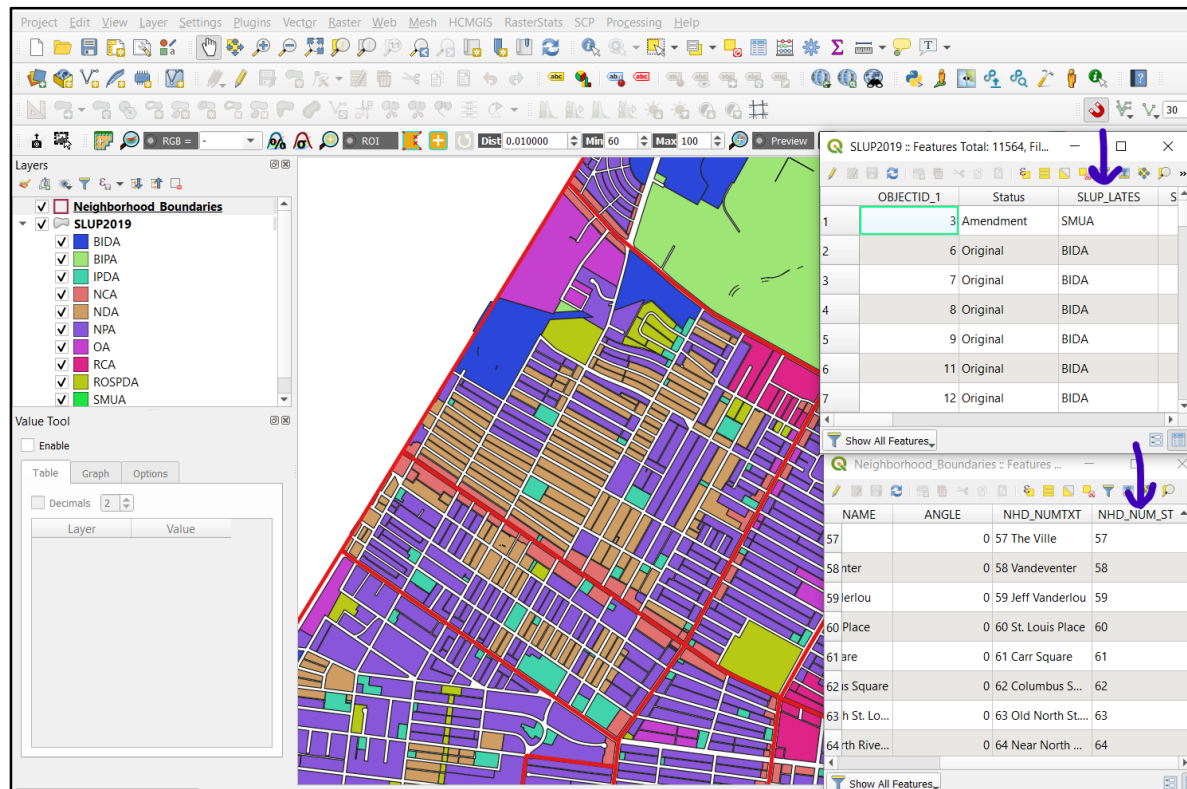 Project Edit View Layer Settings Plugins Vector Raster Web Mesh HCMGIS RasterStats SCP Processing Help
abc abc abc
30
RGB = - ROI Dist 0.010000 Min 60 Max 100 Preview
Layers
Neighborhood_Boundaries
SLUP2019
BIDA
BIPA
IPDA
NCA
NDA
NPA
OA
RCA
ROSPDA
SMUA
Value Tool
Enable
Table Graph Options
Decimals 2
Layer Value
SLUP2019 :: Features Total: 11564, Fil...
OBJECTID_1 Status SLUP_LATES S
1 3 Amendment SMUA
2 6 Original BIDA
3 7 Original BIDA
4 8 Original BIDA
5 9 Original BIDA
6 11 Original BIDA
7 12 Original BIDA
Show All Features
Neighborhood_Boundaries :: Features ...
NAME ANGLE NHD_NUMTXT NHD_NUM_ST
57 0 57 The Ville 57
58 nter 0 58 Vandeventer 58
59 lerlou 0 59 Jeff Vanderlou 59
60 Place 0 60 St. Louis Place 60
61 are 0 61 Carr Square 61
62 is Square 0 62 Columbus S... 62
63 h St. Lo... 0 63 Old North St.... 63
64 rth Rive... 0 64 Near North ... 64
Show All Features